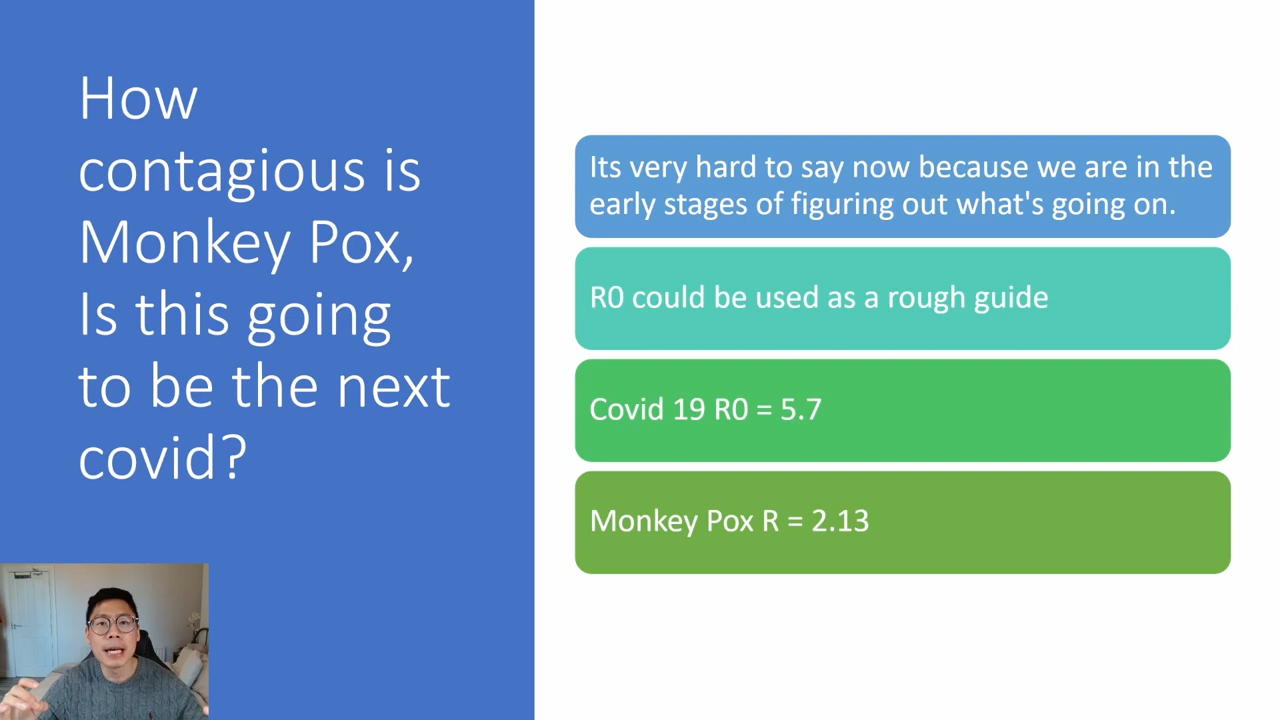 How
contagious is
Monkey Pox,
Is this going
to be the next
covid?
Its very hard to say now because we are in the
early stages of figuring out what's going on.
R0 could be used as a rough guide
Covid 19 R0 = 5.7
Monkey Pox R = 2.13